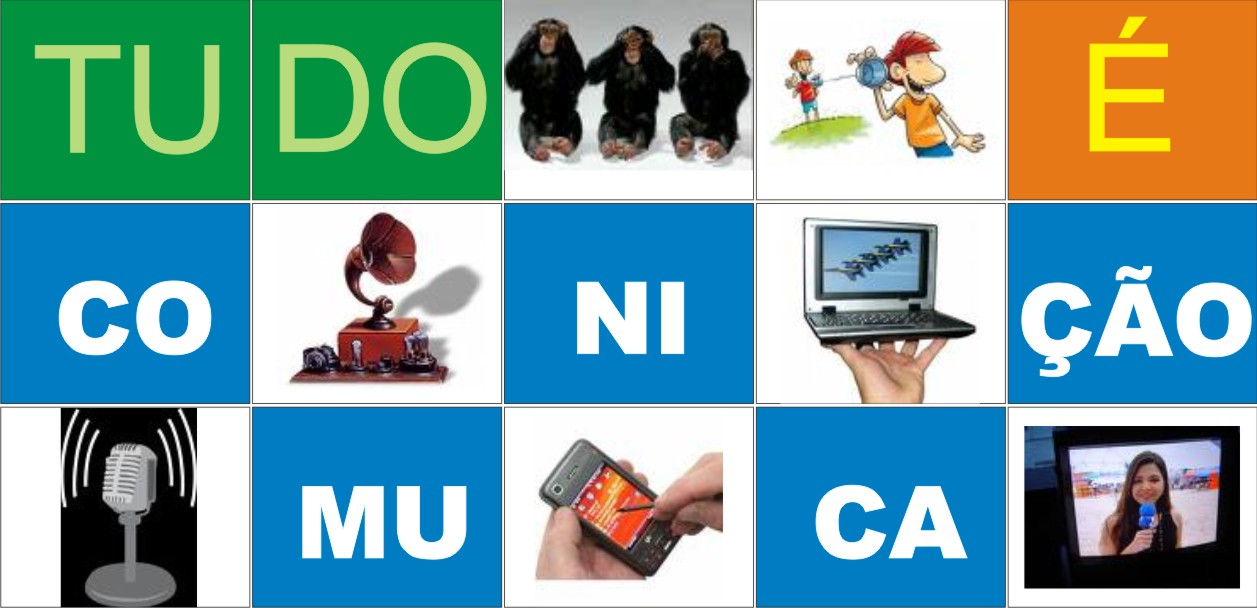 TU DO É
CO NI ÇÃO
MU CA